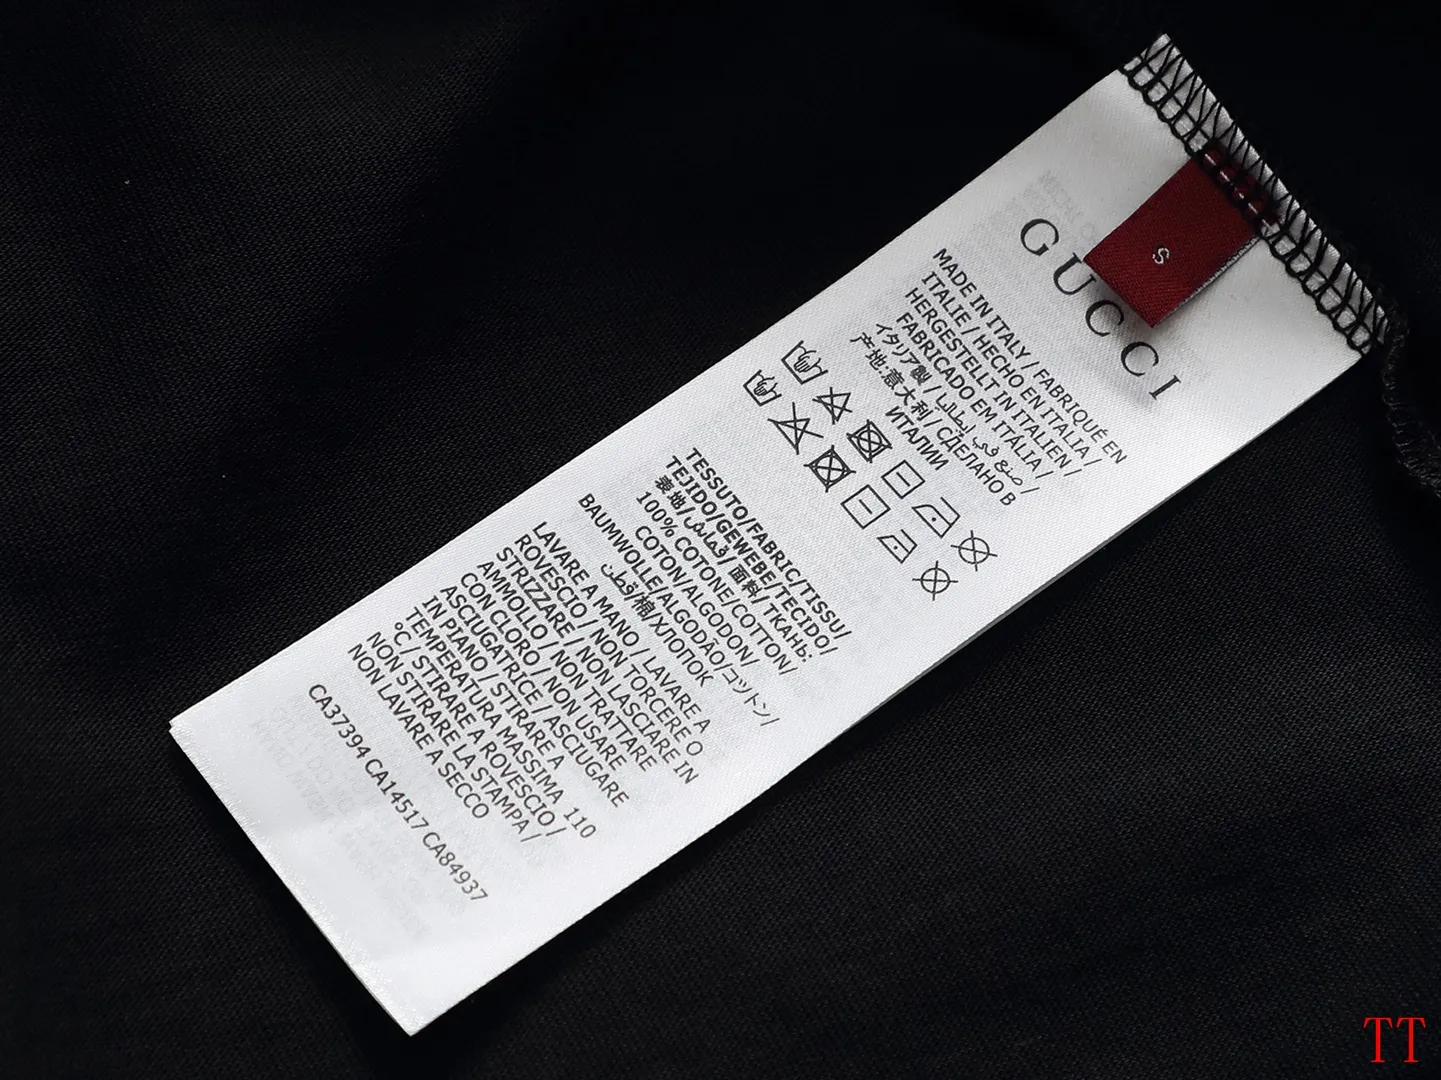 S
GUCCI
MADE IN ITALY / FABRIQUÉ EN
ITALIE / HECHO EN ITALIA /
HERGESTELLT IN ITALIEN /
FABRICADO EM ITÁLIA /
イタリア製 / صنع في إيطاليا /
产地:意大利 / СДЕЛАНО В
ИТАЛИИ
TESSUTO/FABRIC/TISSU/
TEJIDO/GEWEBE/TECIDO/
表地/قماش/面料/ТКАНЬ:
100% COTONE/COTTON/
COTON/ALGODON/
BAUMWOLLE/ALGODÃO/コットン/
قطن/棉/ХЛОПОК
LAVARE A MANO / LAVARE A
ROVESCIO / NON TORCERE O
STRIZZARE / NON LASCIARE IN
AMMOLLO / NON TRATTARE
CON CLORO / NON USARE
ASCIUGATRICE / ASCIUGARE
IN PIANO / STIRARE A
TEMPERATURA MASSIMA 110
°C / STIRARE A ROVESCIO /
NON STIRARE LA STAMPA /
NON LAVARE A SECCO
CA37394 CA14517 CA84937
TT